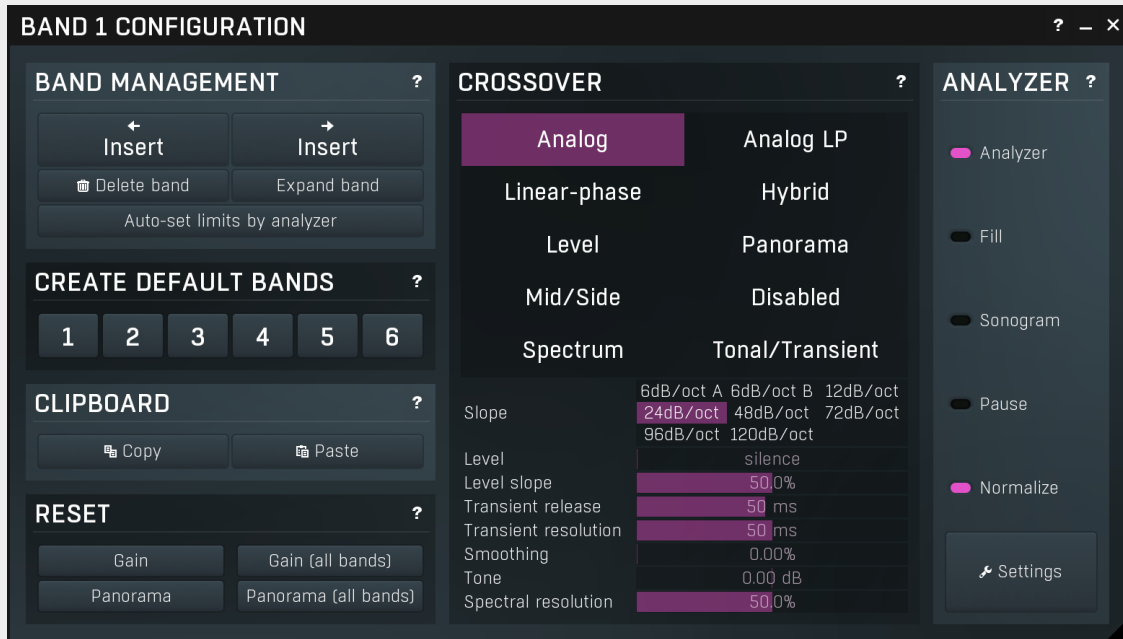 BAND 1 CONFIGURATION ?
BAND MANAGEMENT ?
Insert Insert
Delete band Expand band
Auto-set limits by analyzer
CREATE DEFAULT BANDS ?
1 2 3 4 5 6
CLIPBOARD ?
Copy Paste
RESET ?
Gain Gain (all bands)
Panorama Panorama (all bands)
CROSSOVER ?
Analog Analog LP
Linear-phase Hybrid
Level Panorama
Mid/Side Disabled
Spectrum Tonal/Transient
6dB/oct A 6dB/oct B 12dB/oct
Slope 24dB/oct 48dB/oct 72dB/oct
96dB/oct 120dB/oct
Level silence
Level slope 50.0%
Transient release 50 ms
Transient resolution 50 ms
Smoothing 0.00%
Tone 0.00 dB
Spectral resolution 50.0%
ANALYZER ?
Analyzer
Fill
Sonogram
Pause
Normalize
Settings